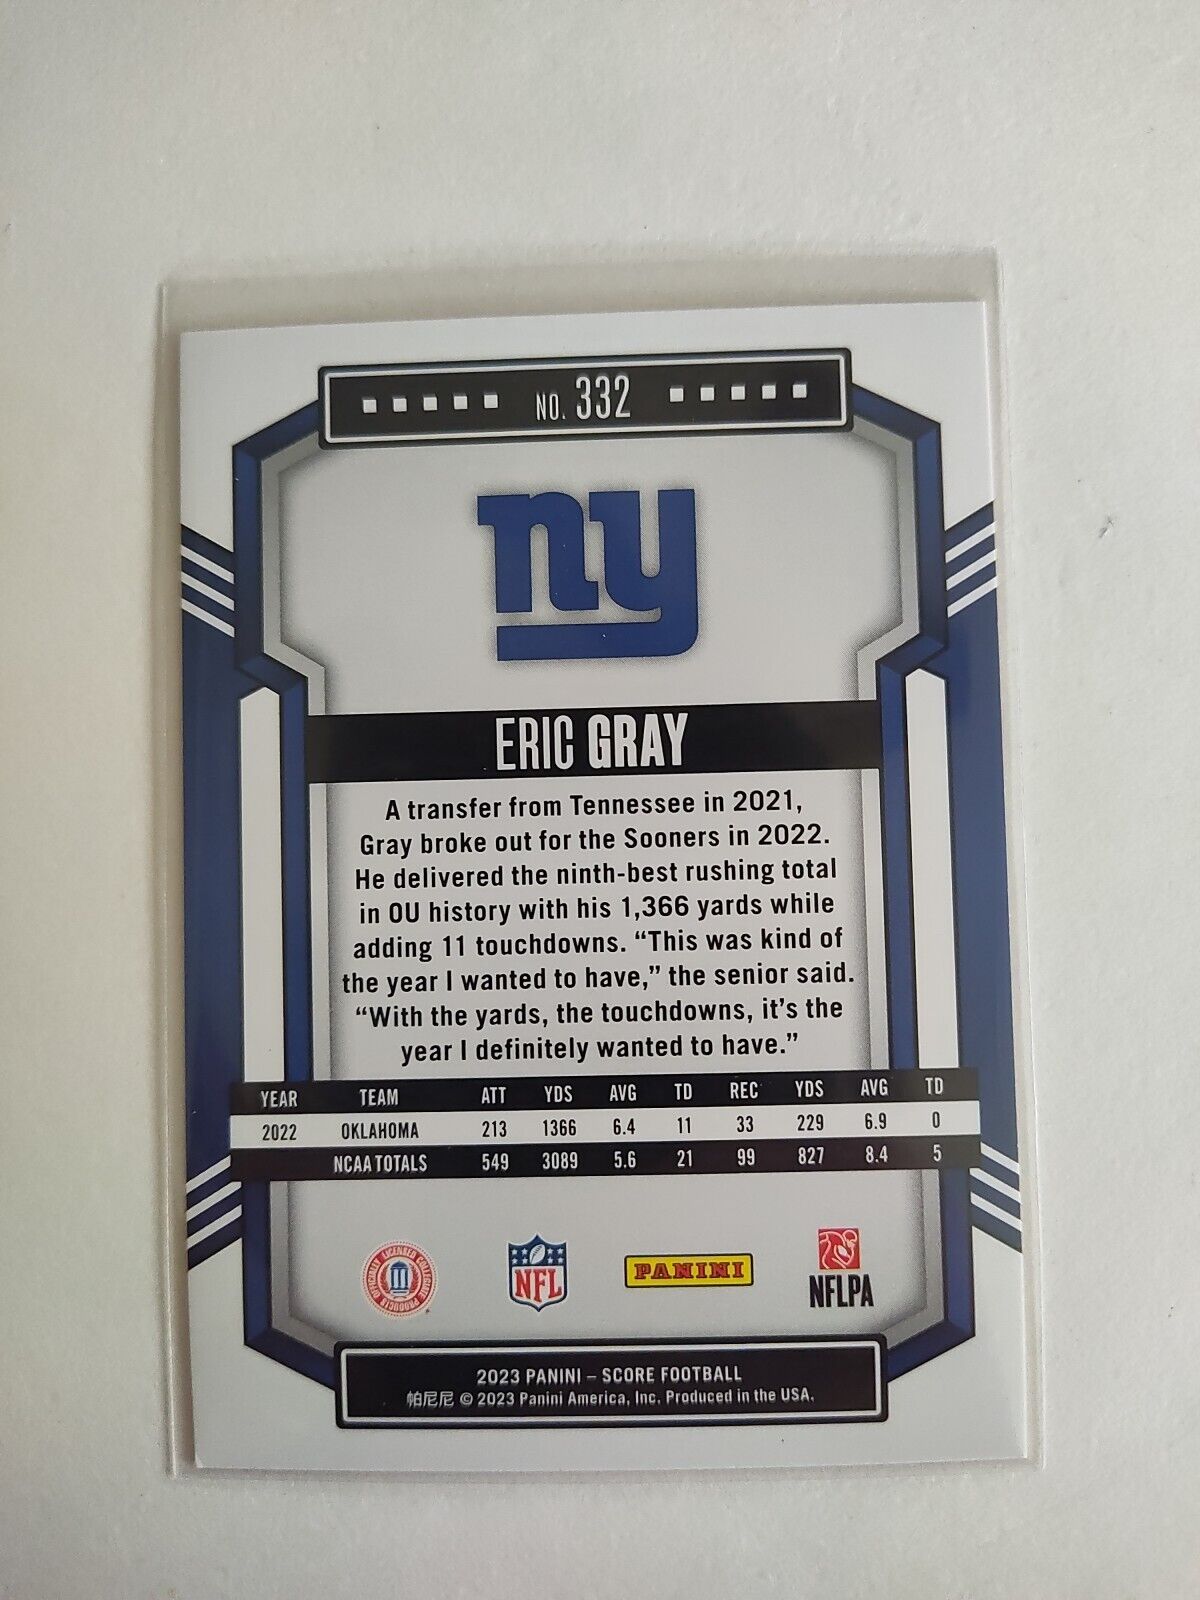 NO. 332
ny
ERIC GRAY
A transfer from Tennessee in 2021,
Gray broke out for the Sooners in 2022.
He delivered the ninth-best rushing total
in OU history with his 1,366 yards while
adding 11 touchdowns. “This was kind of
the year I wanted to have,” the senior said.
“With the yards, the touchdowns, it’s the
year I definitely wanted to have.”
YEAR TEAM ATT YDS AVG TD REC YDS AVG TD
2022 OKLAHOMA 213 1366 6.4 11 33 229 6.9 0
NCAA TOTALS 549 3089 5.6 21 99 827 8.4 5
OFFICIALLY LICENSED COLLEGIATE PRODUCTS
NFL
PANINI
NFLPA
2023 PANINI – SCORE FOOTBALL
帕尼尼 © 2023 Panini America, Inc. Produced in the USA.